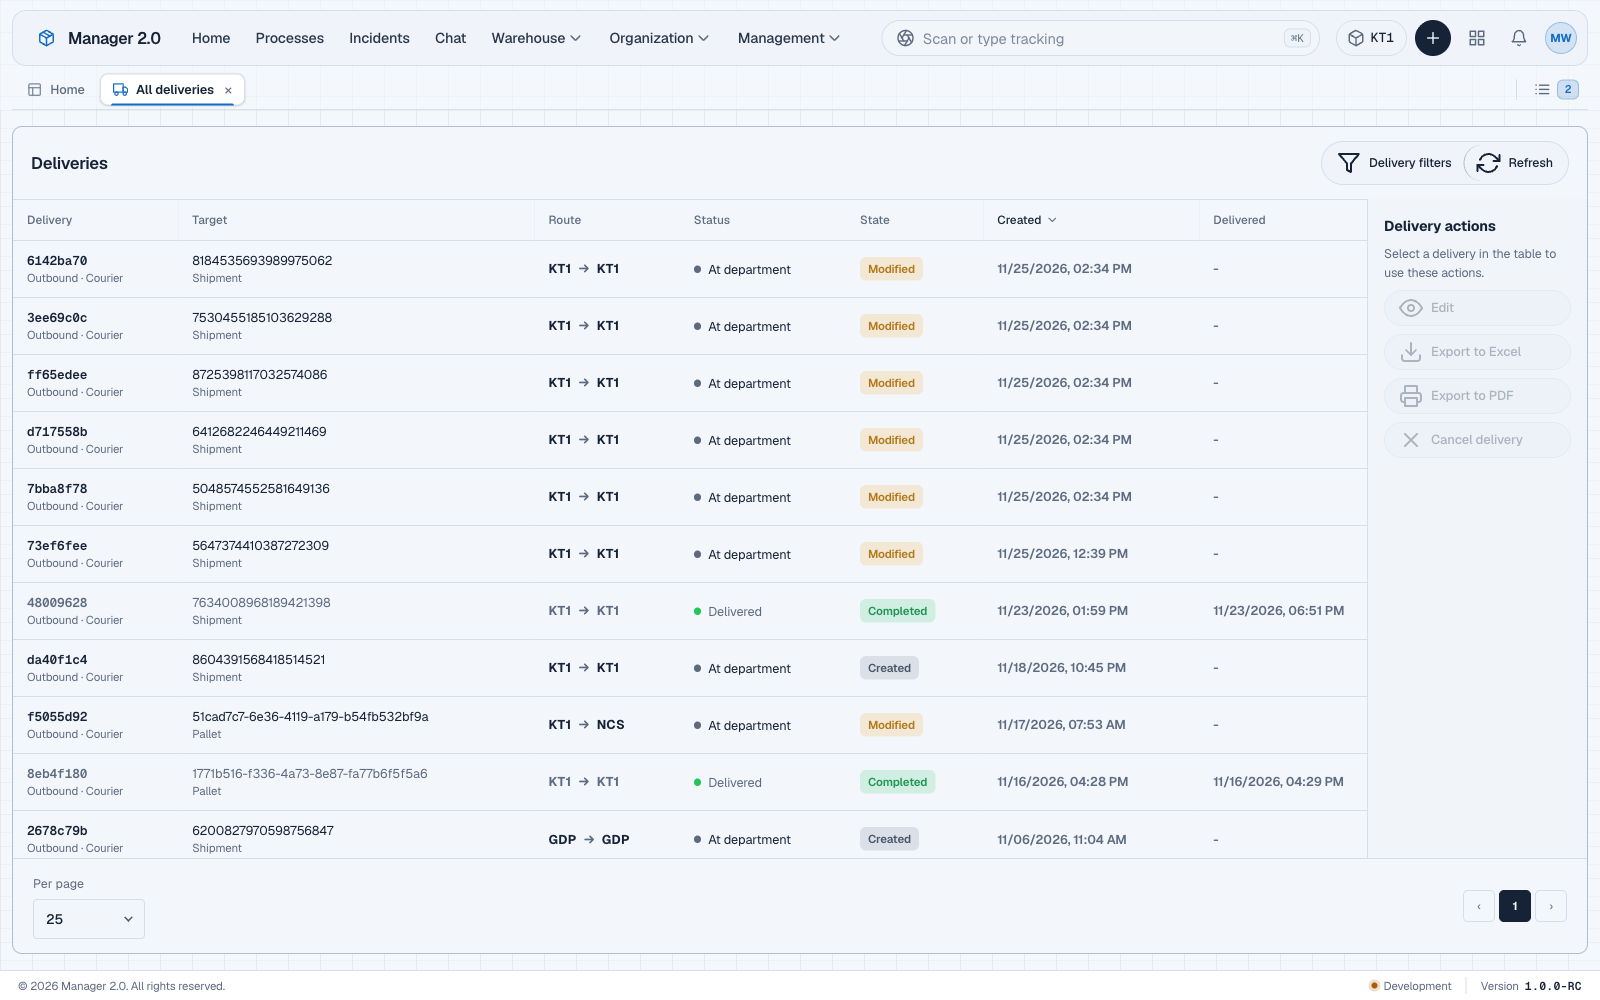 Manager 2.0
Home
Processes
Incidents
Chat
Warehouse
Organization
Management
Scan or type tracking
⌘K
KT1
MW
Home
All deliveries ×
2
Deliveries
Delivery filters
Refresh
Delivery Target Route Status State Created Delivered
6142ba70 8184535693989975062 KT1 → KT1 At department Modified 11/25/2026, 02:34 PM -
Outbound · Courier Shipment
3ee69c0c 7530455185103629288 KT1 → KT1 At department Modified 11/25/2026, 02:34 PM -
Outbound · Courier Shipment
ff65edee 8725398117032574086 KT1 → KT1 At department Modified 11/25/2026, 02:34 PM -
Outbound · Courier Shipment
d717558b 6412682246449211469 KT1 → KT1 At department Modified 11/25/2026, 02:34 PM -
Outbound · Courier Shipment
7bba8f78 5048574552581649136 KT1 → KT1 At department Modified 11/25/2026, 02:34 PM -
Outbound · Courier Shipment
73ef6fee 5647374410387272309 KT1 → KT1 At department Modified 11/25/2026, 12:39 PM -
Outbound · Courier Shipment
48009628 7634008968189421398 KT1 → KT1 Delivered Completed 11/23/2026, 01:59 PM 11/23/2026, 06:51 PM
Outbound · Courier Shipment
da40f1c4 8604391568418514521 KT1 → KT1 At department Created 11/18/2026, 10:45 PM -
Outbound · Courier Shipment
f5055d92 51cad7c7-6e36-4119-a179-b54fb532bf9a KT1 → NCS At department Modified 11/17/2026, 07:53 AM -
Outbound · Courier Pallet
8eb4f180 1771b516-f336-4a73-8e87-fa77b6f5f5a6 KT1 → KT1 Delivered Completed 11/16/2026, 04:28 PM 11/16/2026, 04:29 PM
Outbound · Courier Pallet
2678c79b 6200827970598756847 GDP → GDP At department Created 11/06/2026, 11:04 AM -
Outbound · Courier Shipment
Delivery actions
Select a delivery in the table to
use these actions.
Edit
Export to Excel
Export to PDF
Cancel delivery
Per page
25
‹ 1 ›
© 2026 Manager 2.0. All rights reserved.
Development
Version 1.0.0-RC